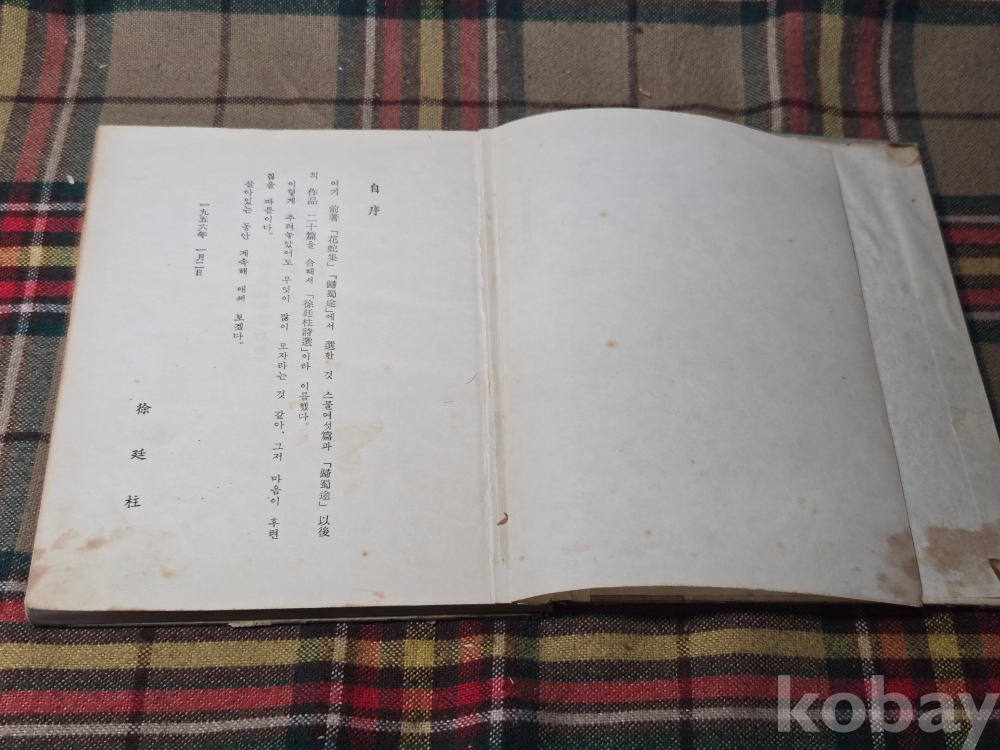 自序
여기 前著「花蛇集」「歸蜀途」에서 選한 것 스물여섯篇과 「歸蜀途」以後
의 作品 二十篇을 合해서 「徐廷柱詩選」이라 이름했다.
이렇게 추려놓았어도 무엇이 많이 모자라는 것 같아, 그저 마음이 후련
찮을 따름이다.
살아있는 동안 계속해 애써 보겠다.
一九五六年 一月二日
徐廷柱
kobay